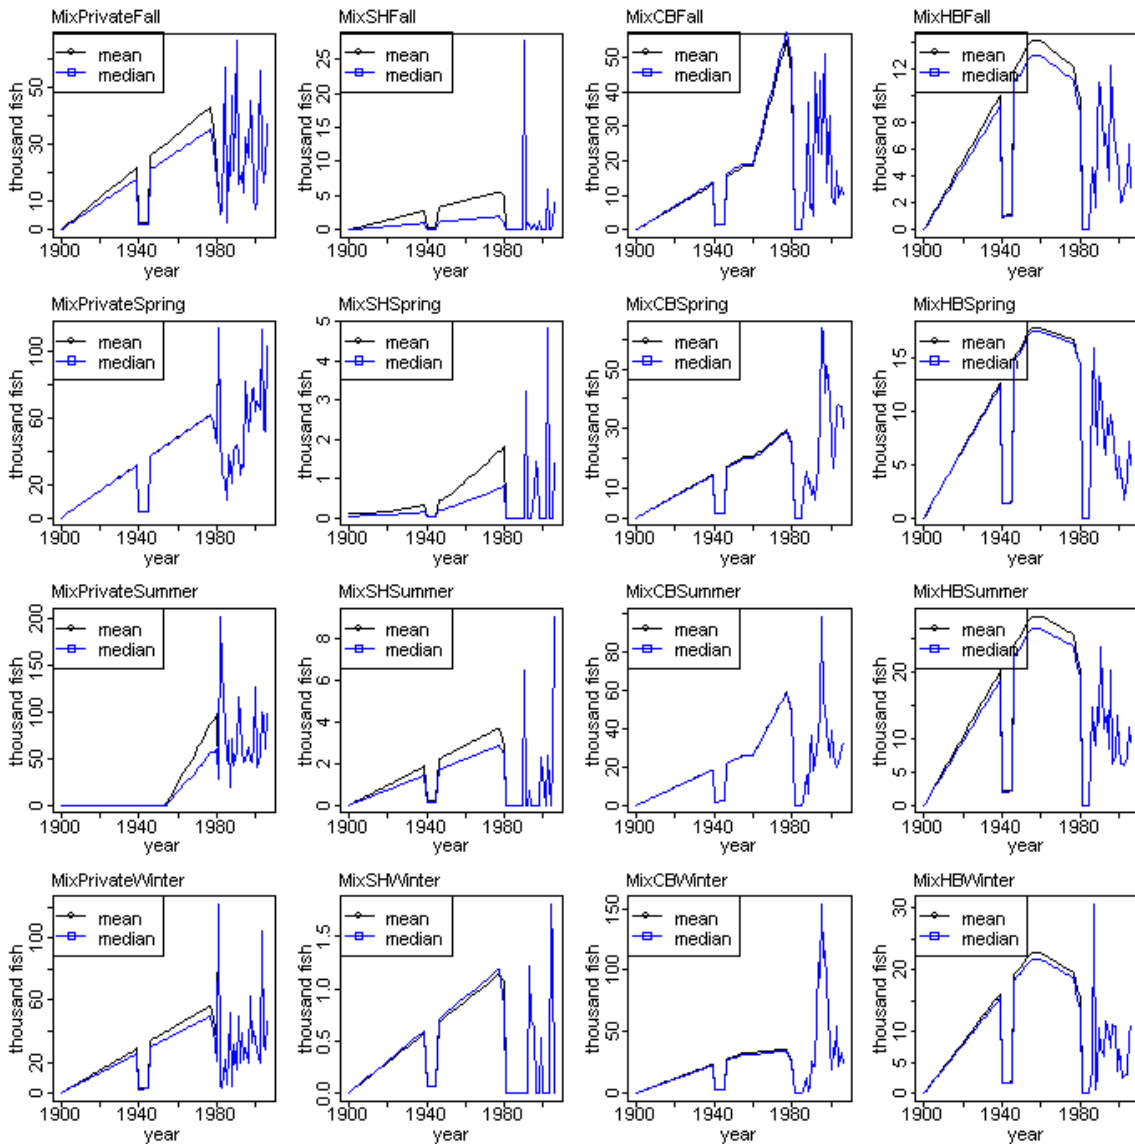 MixPrivateFall
mean
median
thousand fish
0 10 30 50
1900 1940 1980
year
MixSHFall
mean
median
thousand fish
0 5 10 15 20 25
1900 1940 1980
year
MixCBFall
mean
median
thousand fish
0 10 20 30 40 50
1900 1940 1980
year
MixHBFall
mean
median
thousand fish
0 2 4 6 8 12
1900 1940 1980
year
MixPrivateSpring
mean
median
thousand fish
0 20 60 100
1900 1940 1980
year
MixSHSpring
mean
median
thousand fish
0 1 2 3 4 5
1900 1940 1980
year
MixCBSpring
mean
median
thousand fish
0 10 30 50
1900 1940 1980
year
MixHBSpring
mean
median
thousand fish
0 5 10 15
1900 1940 1980
year
MixPrivateSummer
mean
median
thousand fish
0 50 100 150 200
1900 1940 1980
year
MixSHSummer
mean
median
thousand fish
0 2 4 6 8
1900 1940 1980
year
MixCBSummer
mean
median
thousand fish
0 20 40 60 80
1900 1940 1980
year
MixHBSummer
mean
median
thousand fish
0 5 10 20
1900 1940 1980
year
MixPrivateWinter
mean
median
thousand fish
0 20 60 100
1900 1940 1980
year
MixSHWinter
mean
median
thousand fish
0.0 0.5 1.0 1.5
1900 1940 1980
year
MixCBWinter
mean
median
thousand fish
0 50 100 150
1900 1940 1980
year
MixHBWinter
mean
median
thousand fish
0 5 10 20 30
1900 1940 1980
year